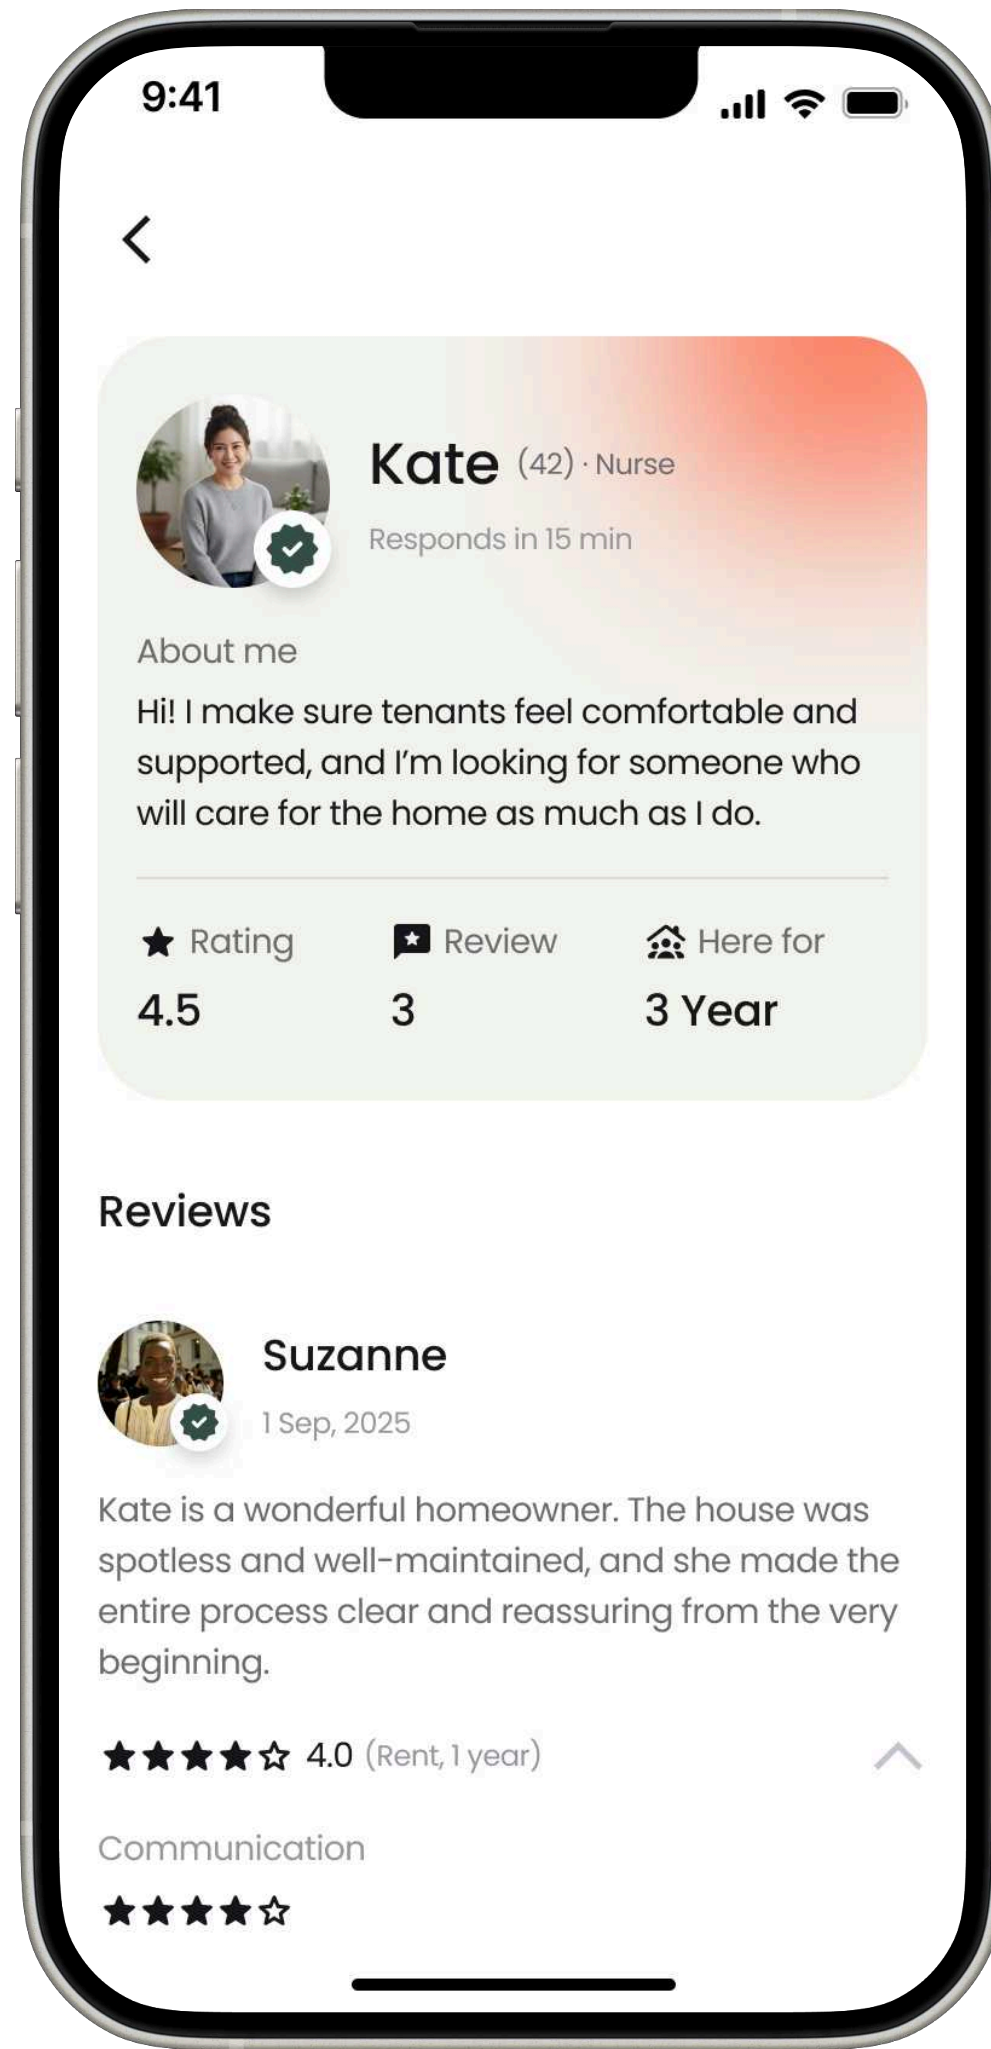 9:41
Kate (42) · Nurse
Responds in 15 min
About me
Hi! I make sure tenants feel comfortable and
supported, and I'm looking for someone who
will care for the home as much as I do.
Rating Review Here for
4.5 3 3 Year
Reviews
Suzanne
1 Sep, 2025
Kate is a wonderful homeowner. The house was
spotless and well-maintained, and she made the
entire process clear and reassuring from the very
beginning.
4.0 (Rent, 1 year)
Communication